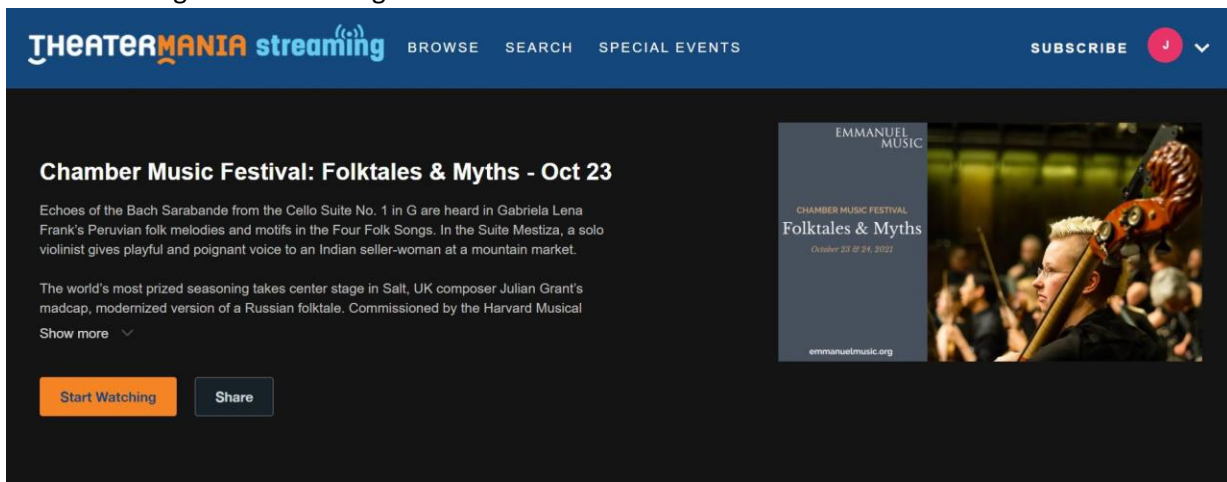 THEATERMANIA streaming BROWSE SEARCH SPECIAL EVENTS SUBSCRIBE J
Chamber Music Festival: Folktales & Myths - Oct 23
Echoes of the Bach Sarabande from the Cello Suite No. 1 in G are heard in Gabriela Lena
Frank's Peruvian folk melodies and motifs in the Four Folk Songs. In the Suite Mestiza, a solo
violinist gives playful and poignant voice to an Indian seller-woman at a mountain market.
The world's most prized seasoning takes center stage in Salt, UK composer Julian Grant's
madcap, modernized version of a Russian folktale. Commissioned by the Harvard Musical
Show more
Start Watching Share
EMMANUEL
MUSIC
CHAMBER MUSIC FESTIVAL
Folktales & Myths
October 23 & 24, 2021
emmanuelmusic.org